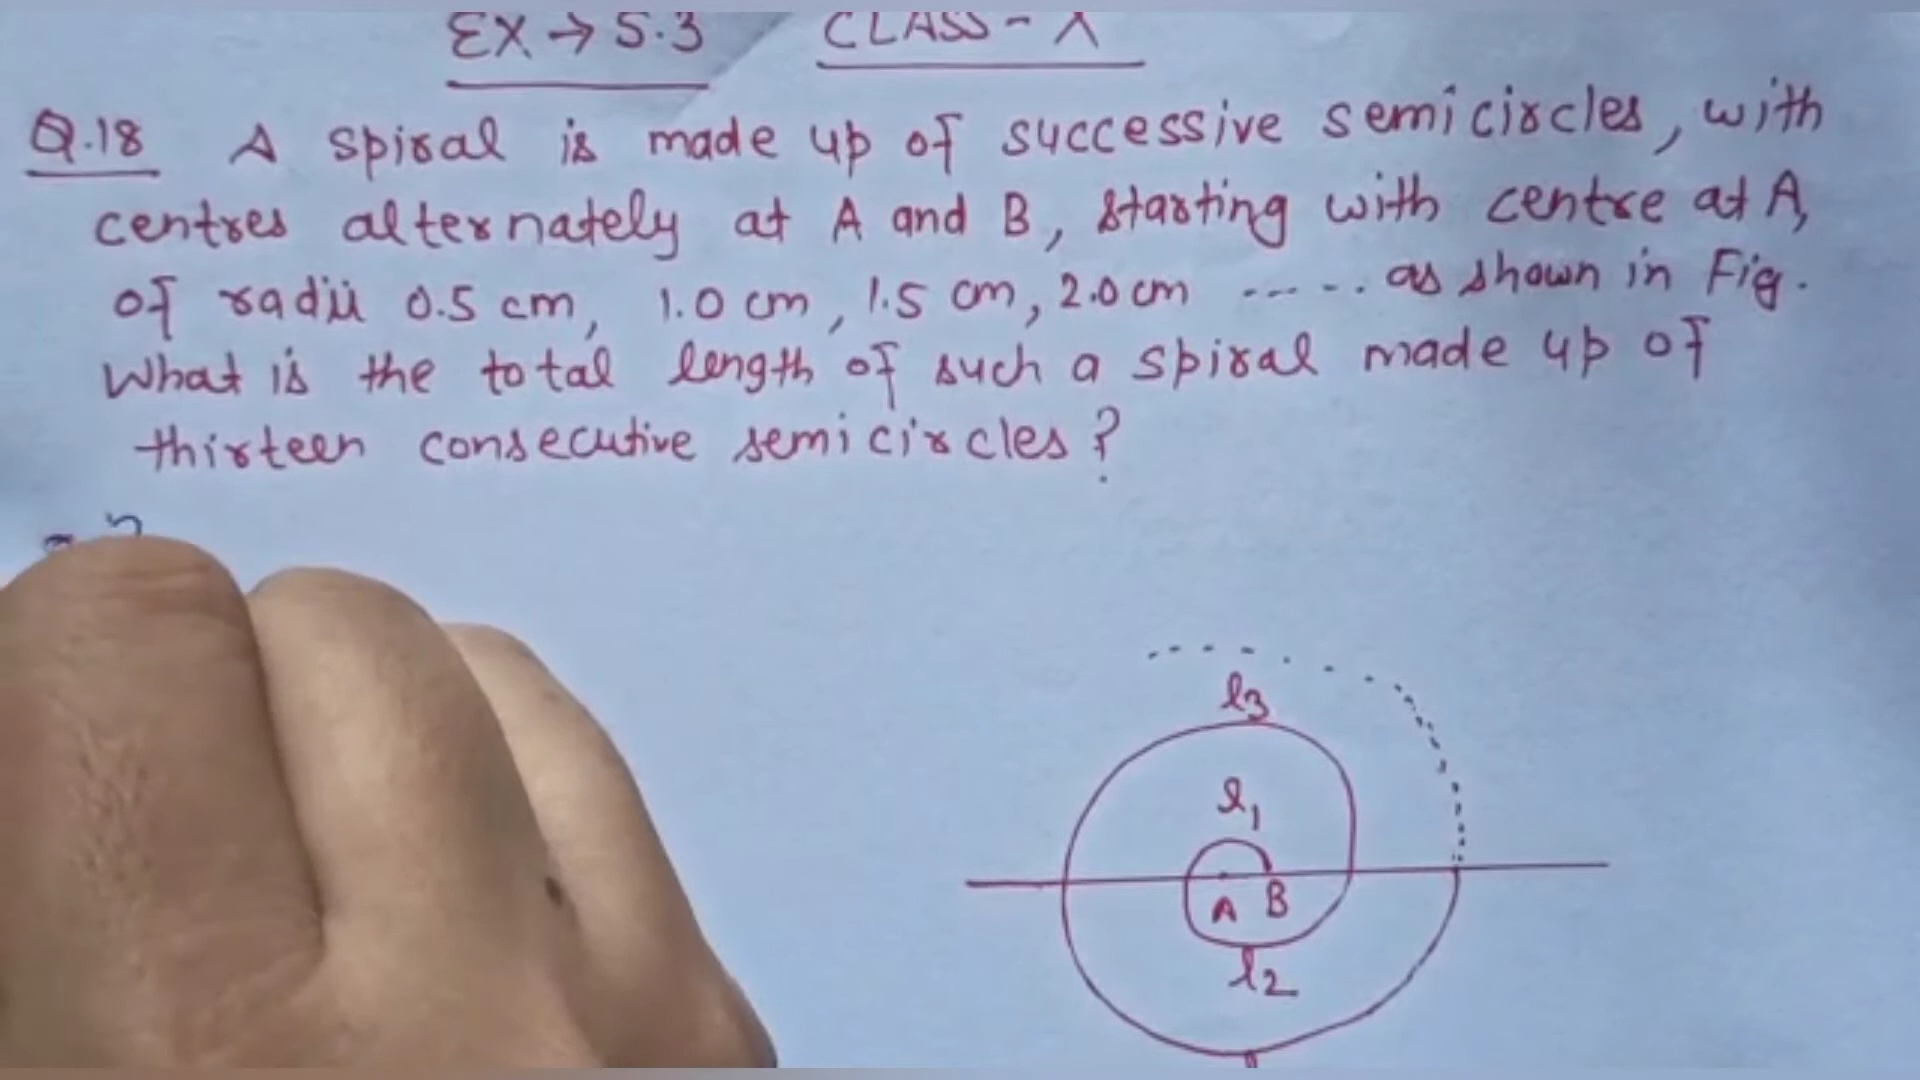 EX → 5.3 CLASS - X
Q.18 A spiral is made up of successive semicircles, with
centres alternately at A and B, starting with centre at A,
of radii 0.5 cm, 1.0 cm, 1.5 cm, 2.0 cm ----.. as shown in Fig.
What is the total length of such a spiral made up of
thirteen consecutive semicircles?
l3
l1
A B
l2